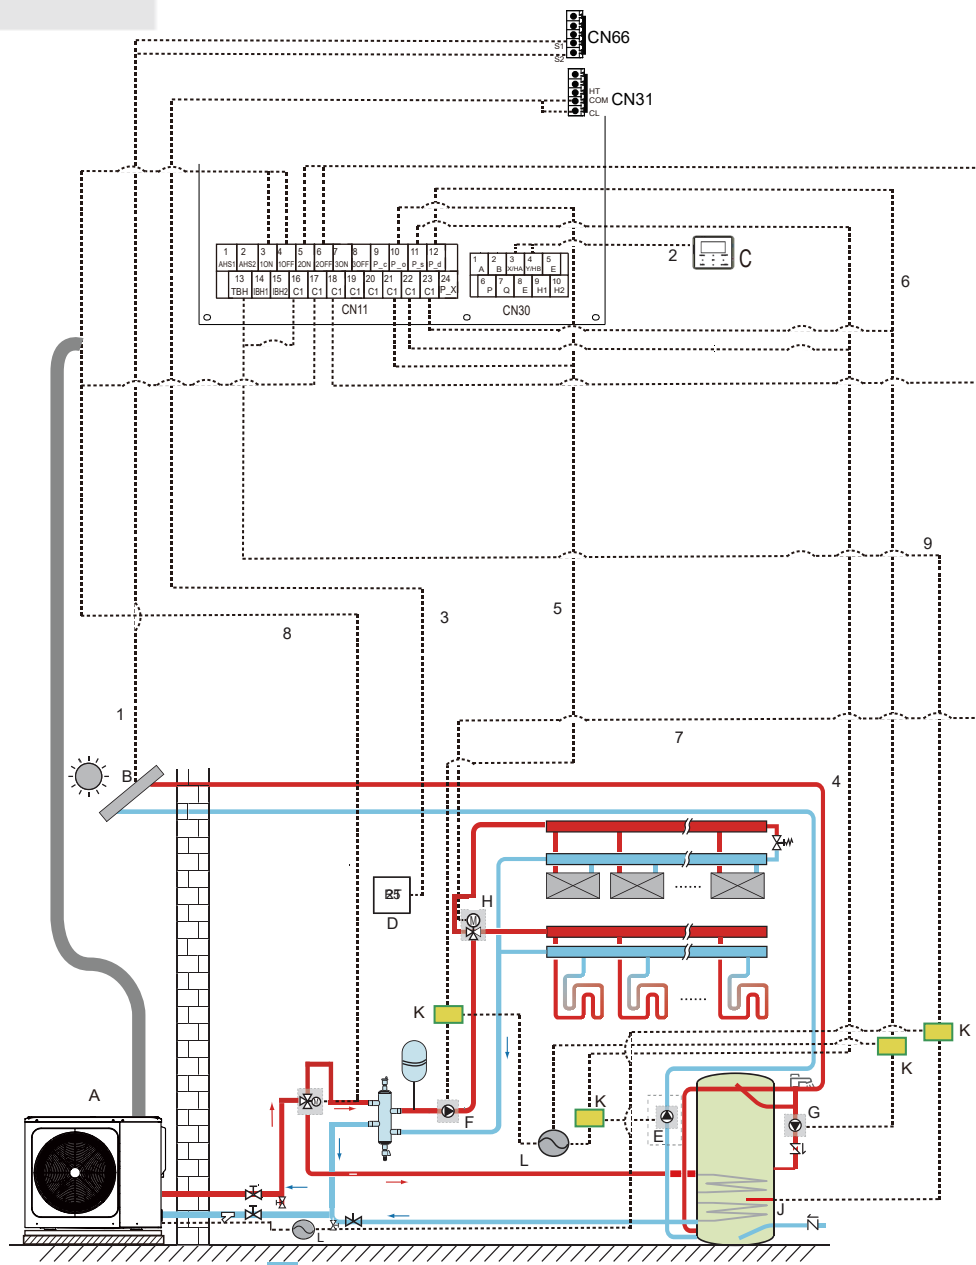 S1
CN66
S2
HT
COM
CN31
CL
1 2 3 4 5 6 7 8 9 10 11 12
AHS1 AHS2 1ON 1OFF 2ON 2OFF 3ON 3OFF P_c P_o P_s P_d
13 14 15 16 17 18 19 20 21 22 23 24
TBH IBH1 IBH2 C1 C1 C1 C1 C1 C1 C1 C1 P_X
CN11
1 2 3 4 5
A B X/HA Y/HB E
6 7 8 9 10
P Q E H1 H2
CN30
2
C
6
9
3
5
8
1
7
B
4
D
H
M
K
K
K
A
F
K
E
G
L
M
J
L